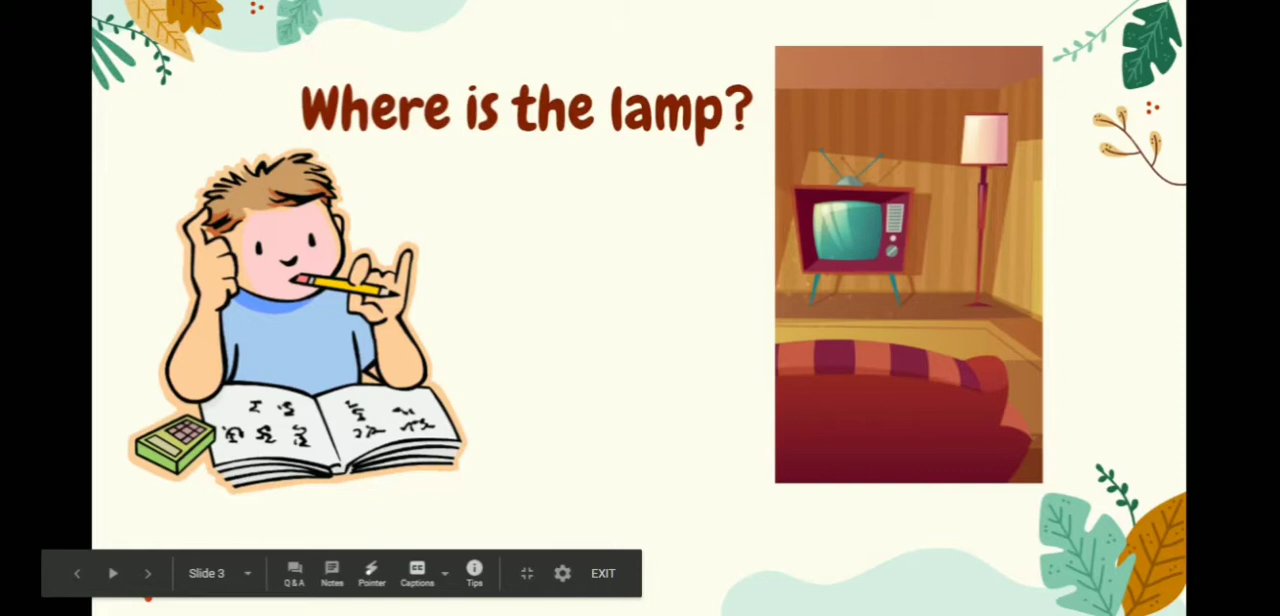 Where is the lamp?
Slide 3
Q&A
Notes
Pointer
Captions
Tips
EXIT